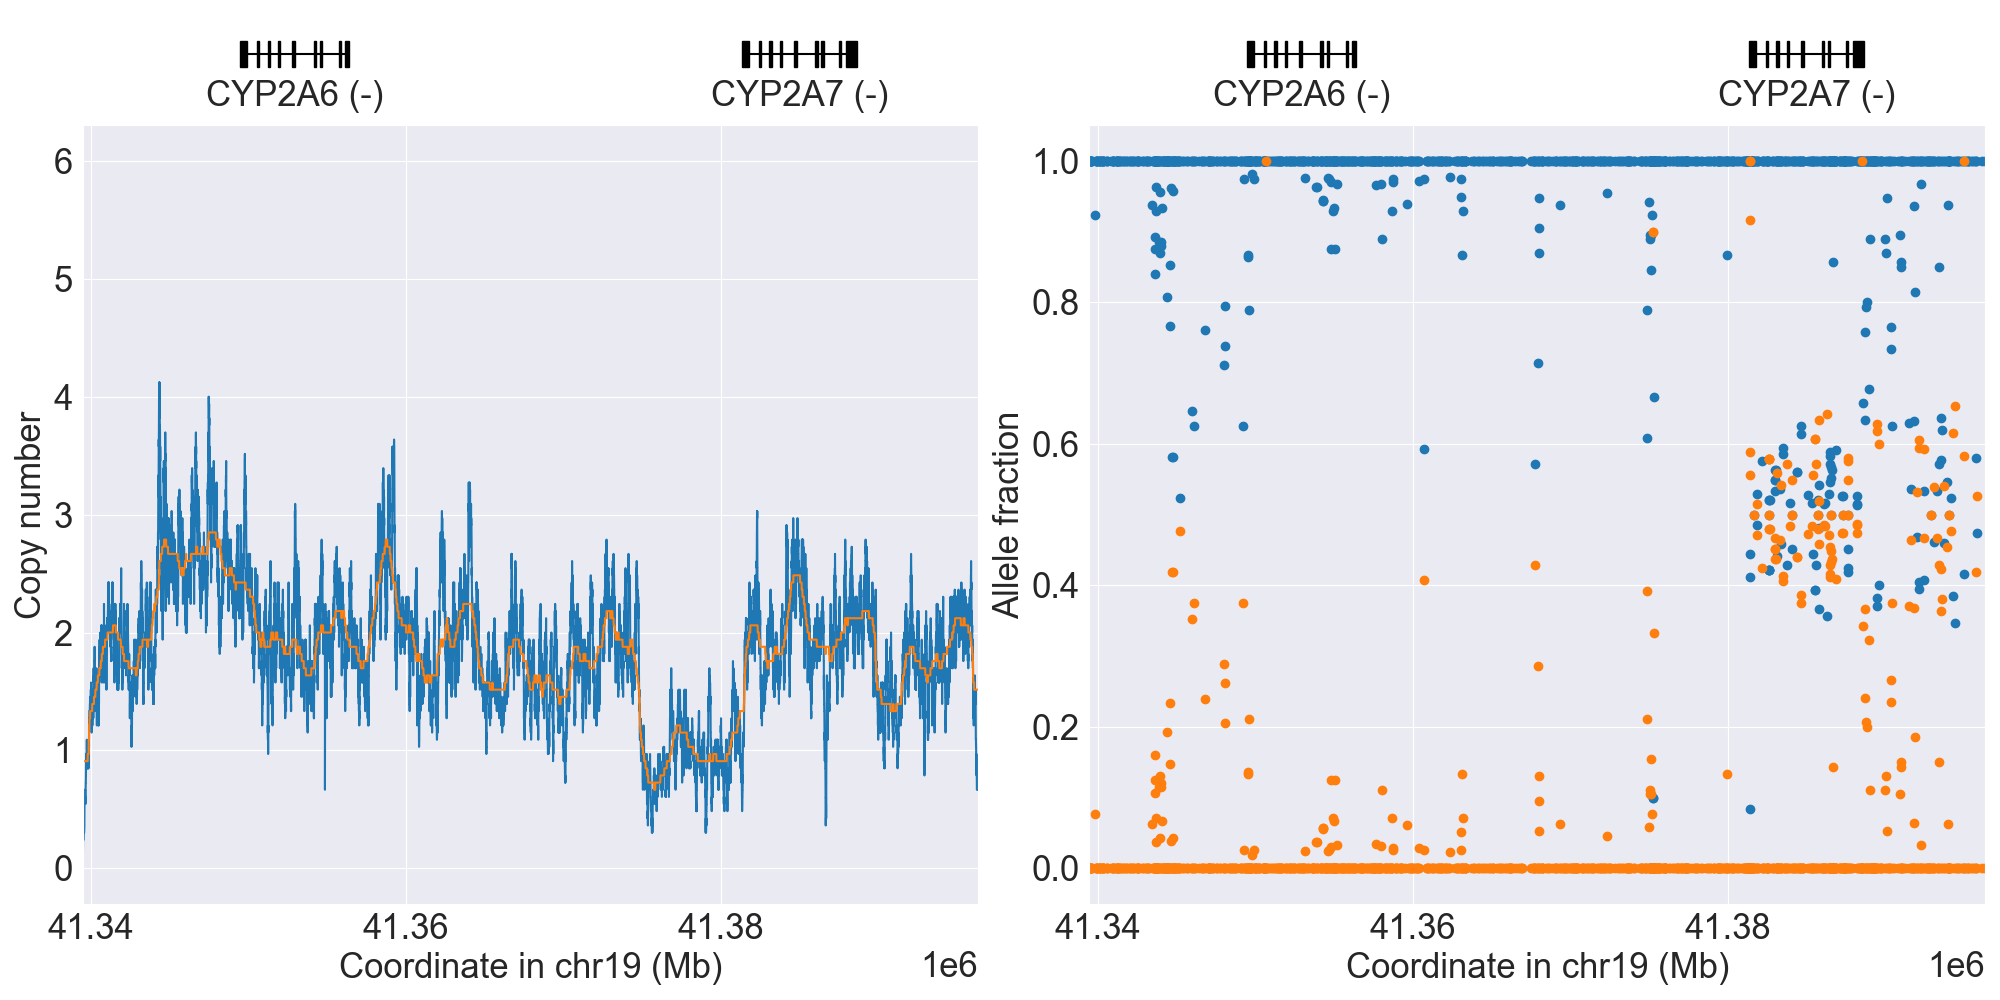 CYP2A6 (-) CYP2A7 (-)
6
5
4
3
2
1
0
Copy number
41.34 41.36 41.38
Coordinate in chr19 (Mb)
1e6
CYP2A6 (-) CYP2A7 (-)
1.0
0.8
0.6
0.4
0.2
0.0
Allele fraction
41.34 41.36 41.38
Coordinate in chr19 (Mb)
1e6